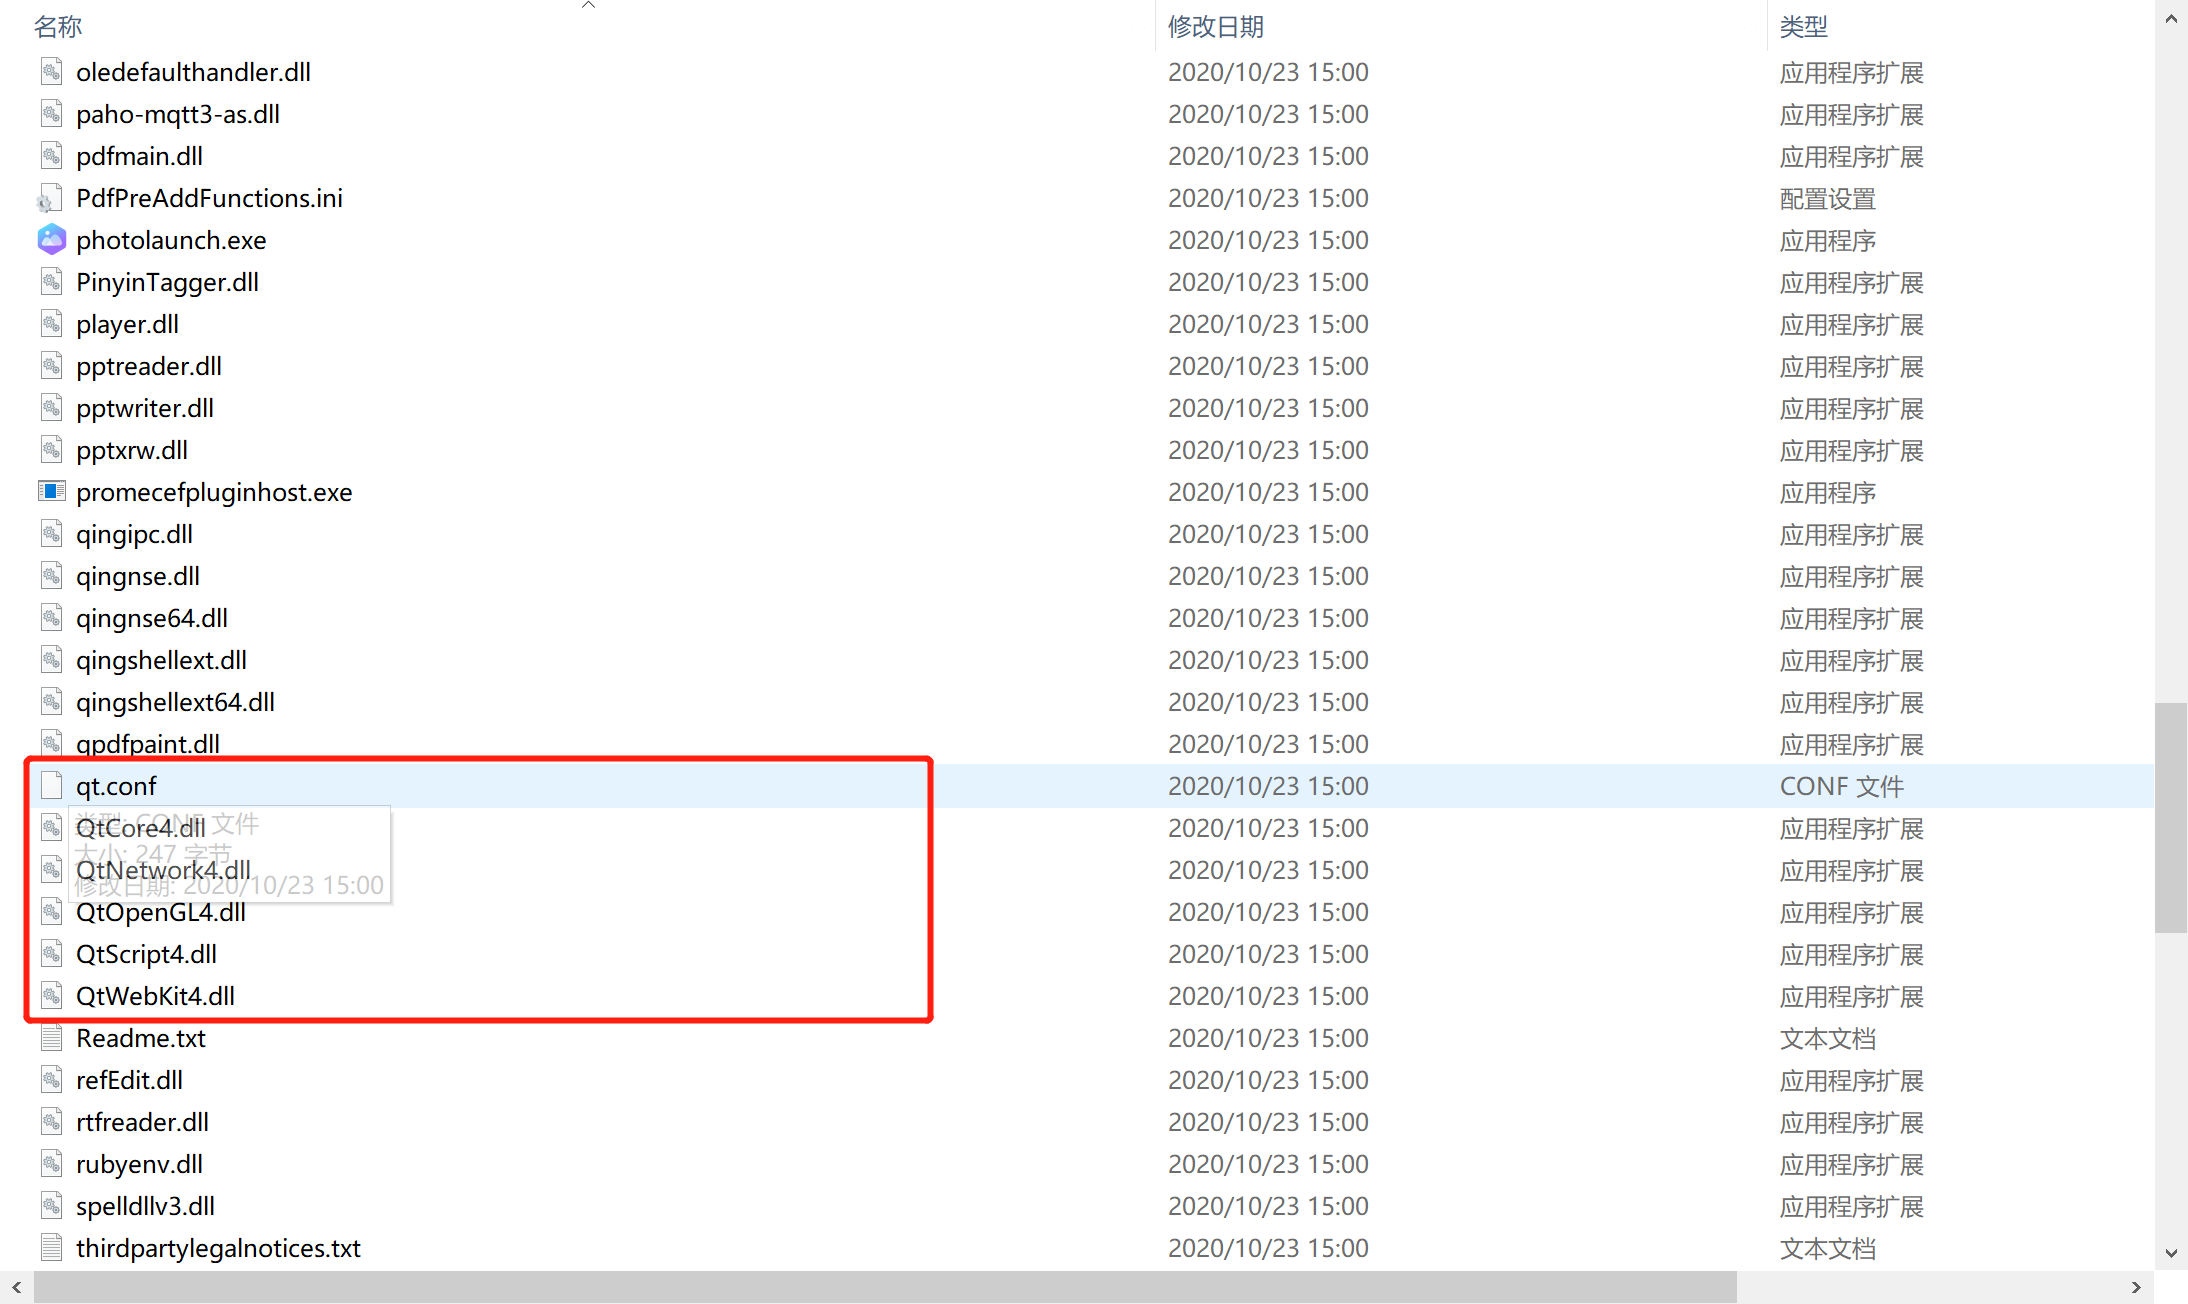 名称 修改日期 类型
oledefaulthandler.dll 2020/10/23 15:00 应用程序扩展
paho-mqtt3-as.dll 2020/10/23 15:00 应用程序扩展
pdfmain.dll 2020/10/23 15:00 应用程序扩展
PdfPreAddFunctions.ini 2020/10/23 15:00 配置设置
photolaunch.exe 2020/10/23 15:00 应用程序
PinyinTagger.dll 2020/10/23 15:00 应用程序扩展
player.dll 2020/10/23 15:00 应用程序扩展
pptreader.dll 2020/10/23 15:00 应用程序扩展
pptwriter.dll 2020/10/23 15:00 应用程序扩展
pptxrw.dll 2020/10/23 15:00 应用程序扩展
promecefpluginhost.exe 2020/10/23 15:00 应用程序
qingipc.dll 2020/10/23 15:00 应用程序扩展
qingnse.dll 2020/10/23 15:00 应用程序扩展
qingnse64.dll 2020/10/23 15:00 应用程序扩展
qingshellext.dll 2020/10/23 15:00 应用程序扩展
qingshellext64.dll 2020/10/23 15:00 应用程序扩展
qpdfpaint.dll 2020/10/23 15:00 应用程序扩展
qt.conf 2020/10/23 15:00 CONF 文件
类型: CONF 文件
QtCore4.dll 2020/10/23 15:00 应用程序扩展
大小: 247 字节
QtNetwork4.dll 2020/10/23 15:00 应用程序扩展
修改日期: 2020/10/23 15:00
QtOpenGL4.dll 2020/10/23 15:00 应用程序扩展
QtScript4.dll 2020/10/23 15:00 应用程序扩展
QtWebKit4.dll 2020/10/23 15:00 应用程序扩展
Readme.txt 2020/10/23 15:00 文本文档
refEdit.dll 2020/10/23 15:00 应用程序扩展
rtfreader.dll 2020/10/23 15:00 应用程序扩展
rubyenv.dll 2020/10/23 15:00 应用程序扩展
spelldllv3.dll 2020/10/23 15:00 应用程序扩展
thirdpartylegalnotices.txt 2020/10/23 15:00 文本文档